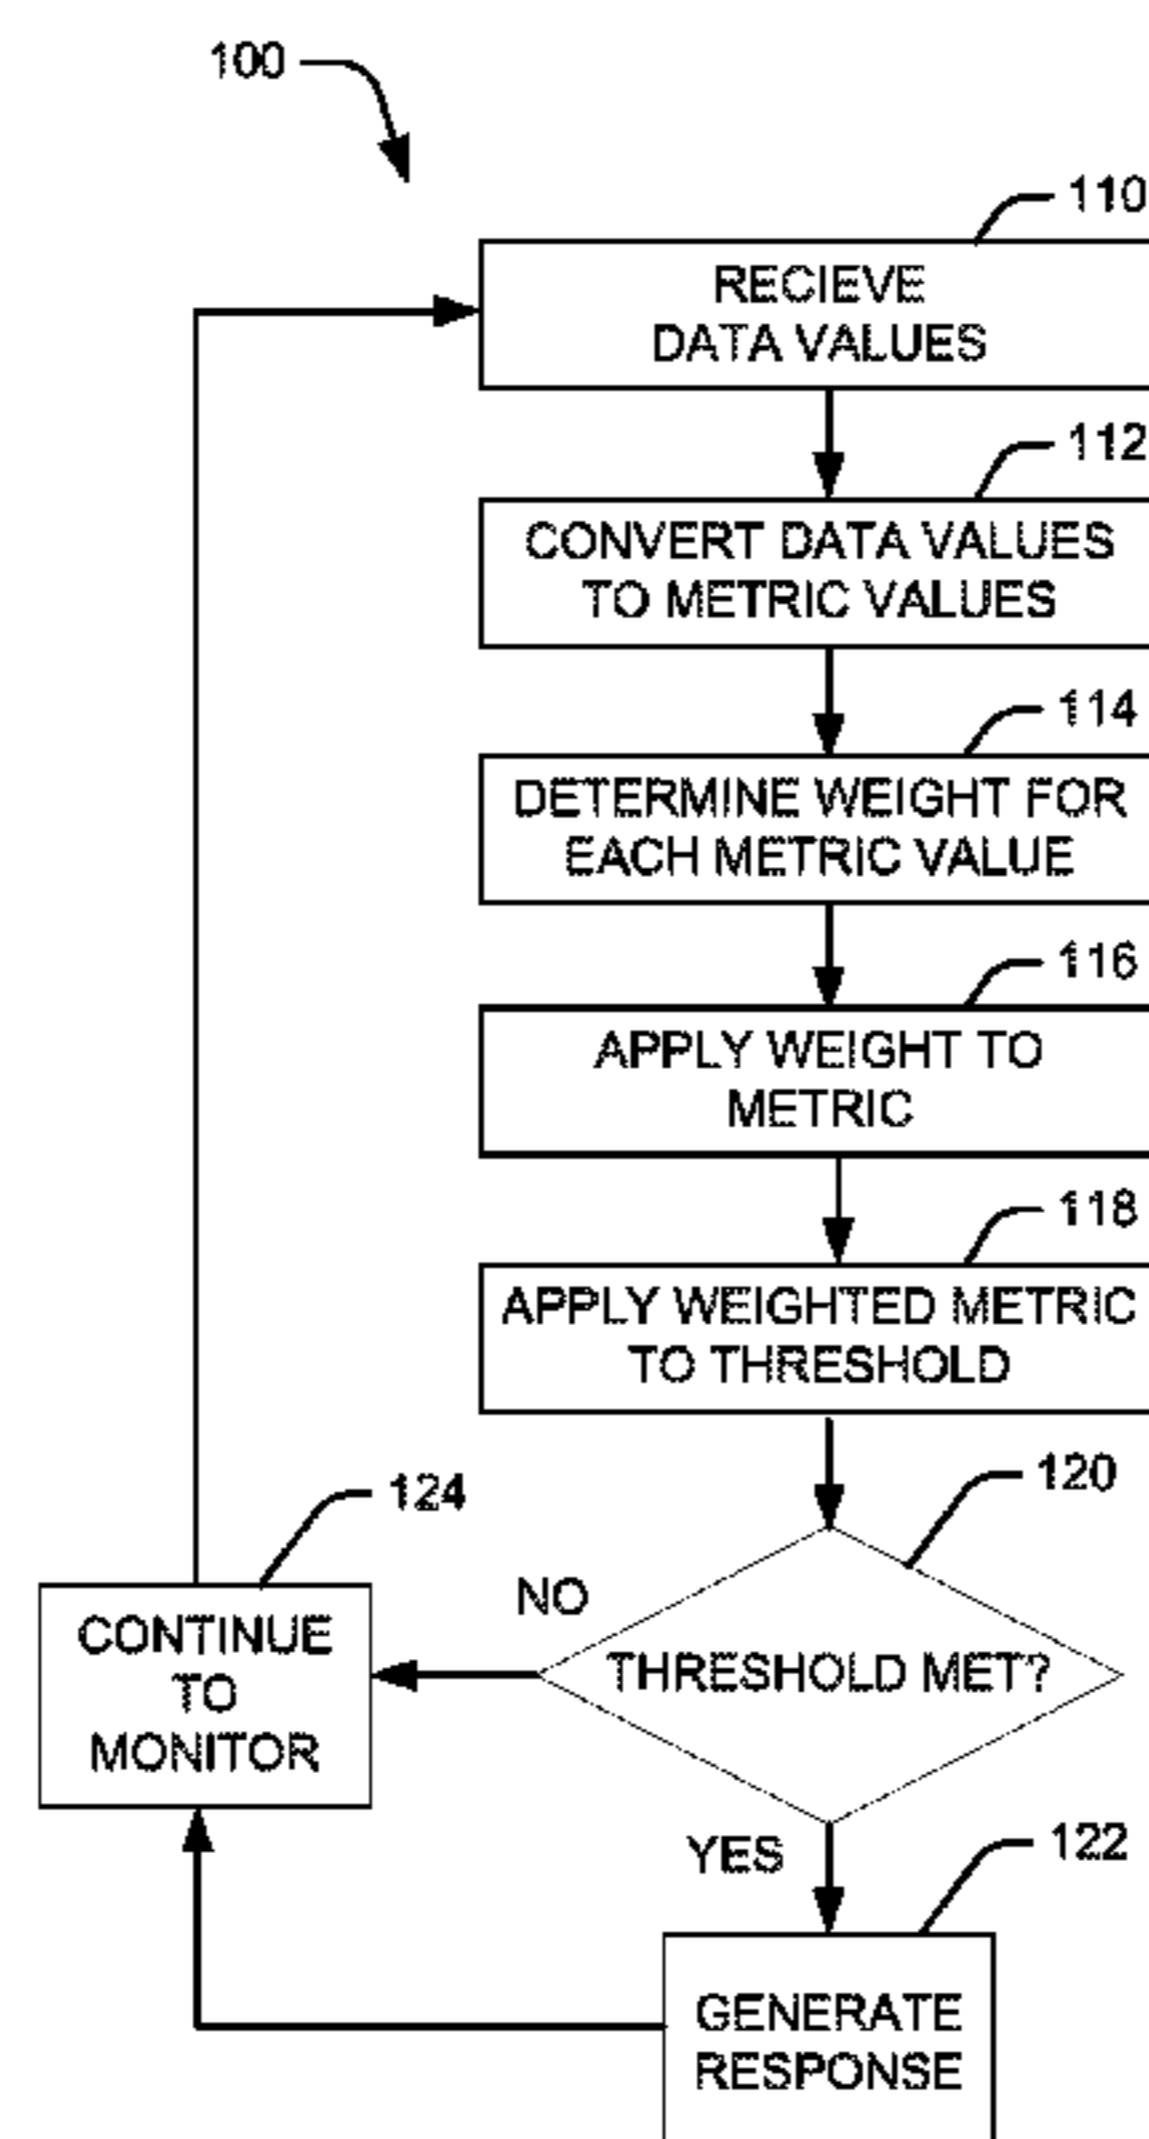 100
110
RECIEVE
DATA VALUES
112
CONVERT DATA VALUES
TO METRIC VALUES
114
DETERMINE WEIGHT FOR
EACH METRIC VALUE
116
APPLY WEIGHT TO
METRIC
118
APPLY WEIGHTED METRIC
TO THRESHOLD
120
THRESHOLD MET?
NO
124
CONTINUE
TO
MONITOR
YES
122
GENERATE
RESPONSE